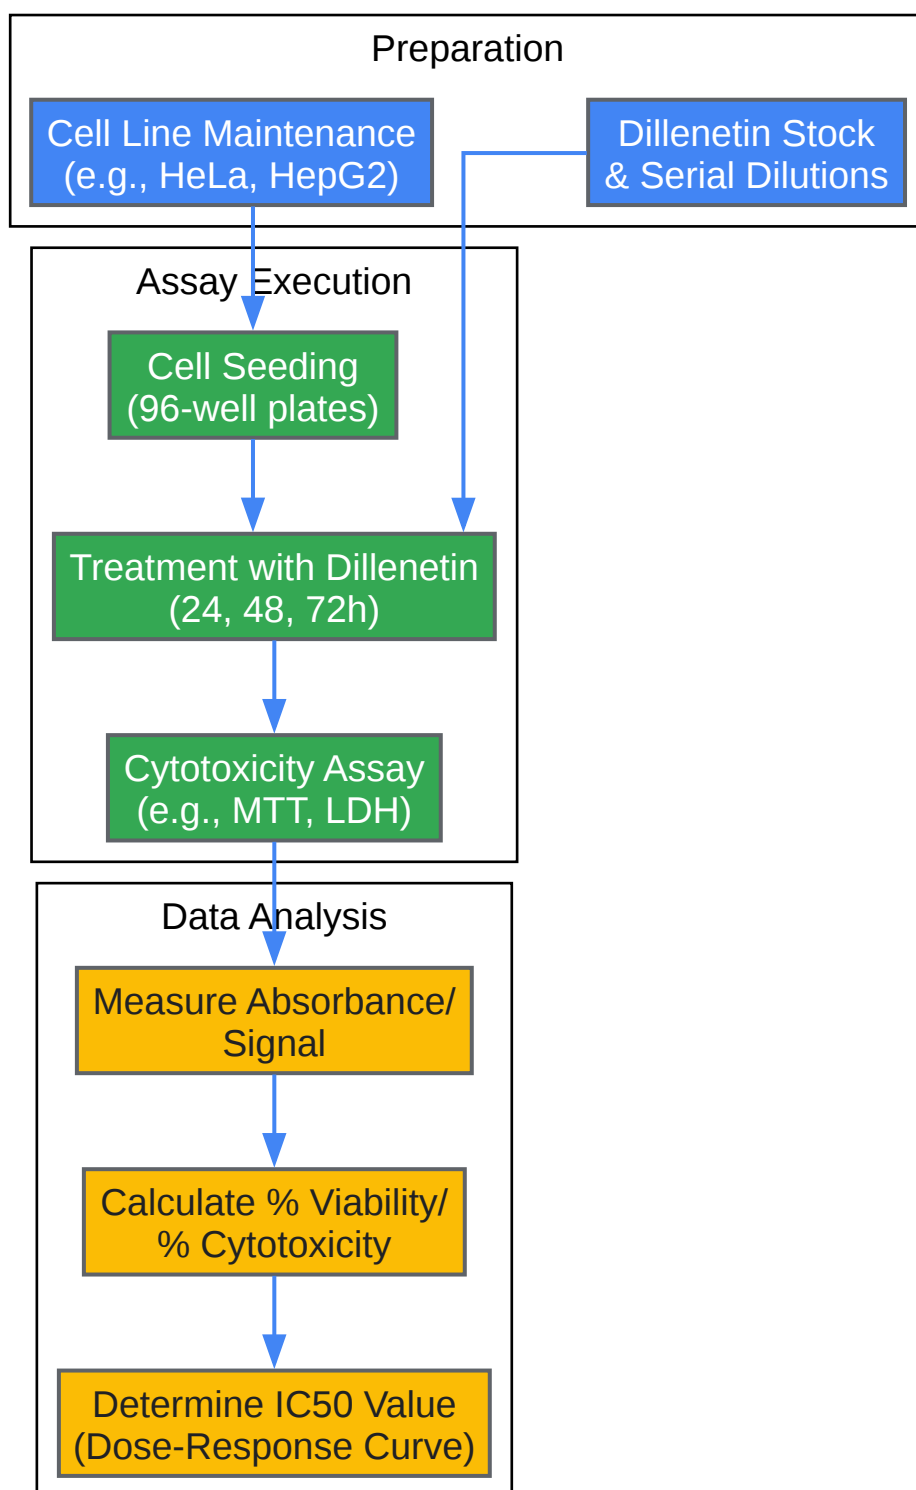 Preparation
Cell Line Maintenance
(e.g., HeLa, HepG2)
Dillenetin Stock
& Serial Dilutions
Assay Execution
Cell Seeding
(96-well plates)
Treatment with Dillenetin
(24, 48, 72h)
Cytotoxicity Assay
(e.g., MTT, LDH)
Data Analysis
Measure Absorbance/
Signal
Calculate % Viability/
% Cytotoxicity
Determine IC50 Value
(Dose-Response Curve)